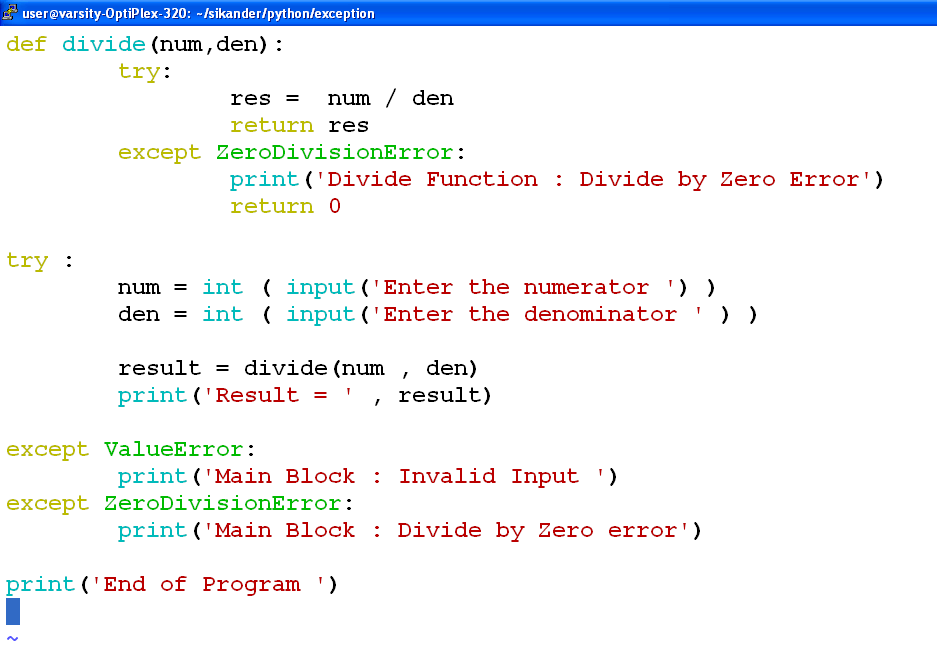 user@varsity-OptiPlex-320: ~/sikander/python/exception
def divide(num,den):
        try:
                res =  num / den
                return res
        except ZeroDivisionError:
                print('Divide Function : Divide by Zero Error')
                return 0

try :
        num = int ( input('Enter the numerator ') )
        den = int ( input('Enter the denominator ' ) )

        result = divide(num , den)
        print('Result = ' , result)

except ValueError:
        print('Main Block : Invalid Input ')
except ZeroDivisionError:
        print('Main Block : Divide by Zero error')

print('End of Program ')

~